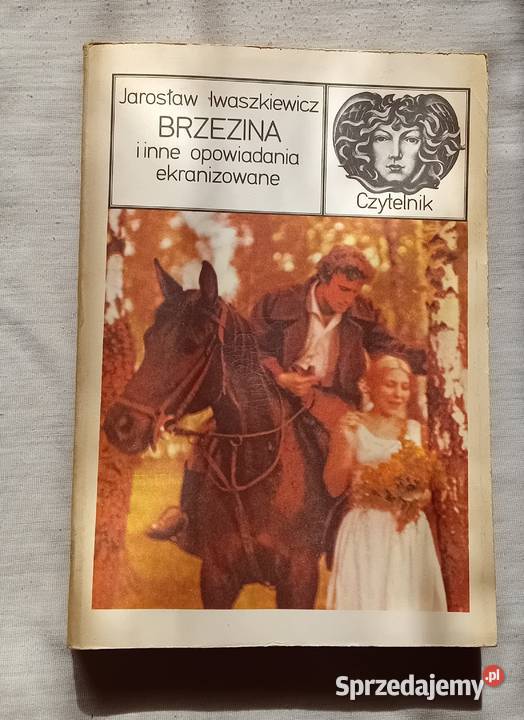 Jarosław Iwaszkiewicz
BRZEZINA
i inne opowiadania
ekranizowane
Czytelnik
Sprzedajemy.pl